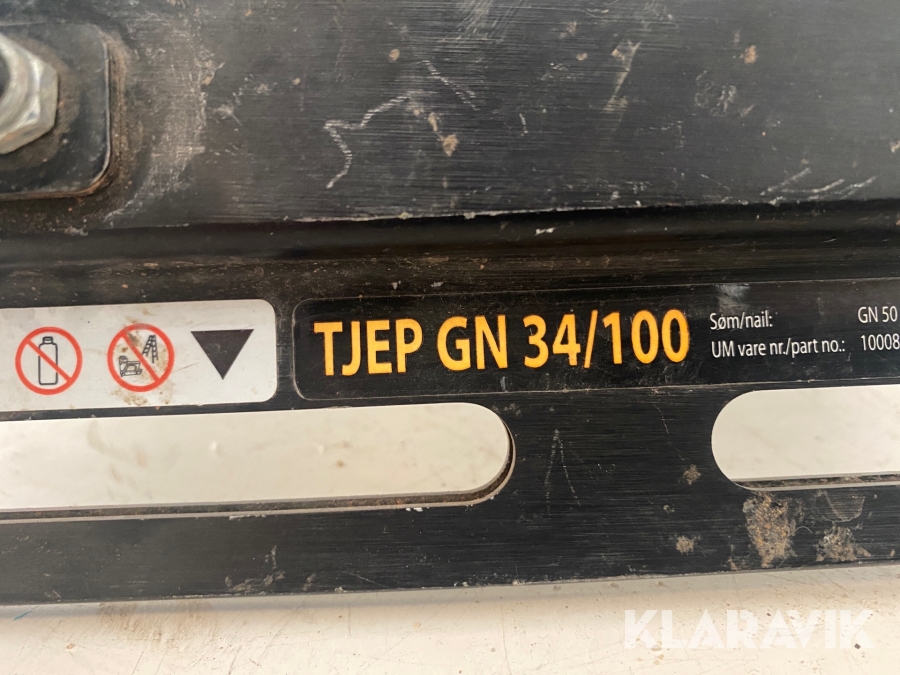 TJEP GN 34/100
Søm/nail: GN 50
UM vare nr./part no.: 10008
KLARAVIK